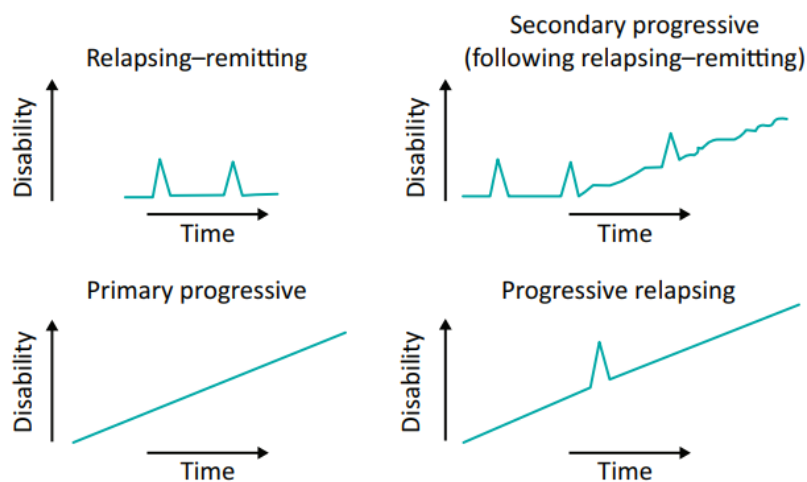 Relapsing–remitting
Disability
Time
Secondary progressive
(following relapsing–remitting)
Disability
Time
Primary progressive
Disability
Time
Progressive relapsing
Disability
Time